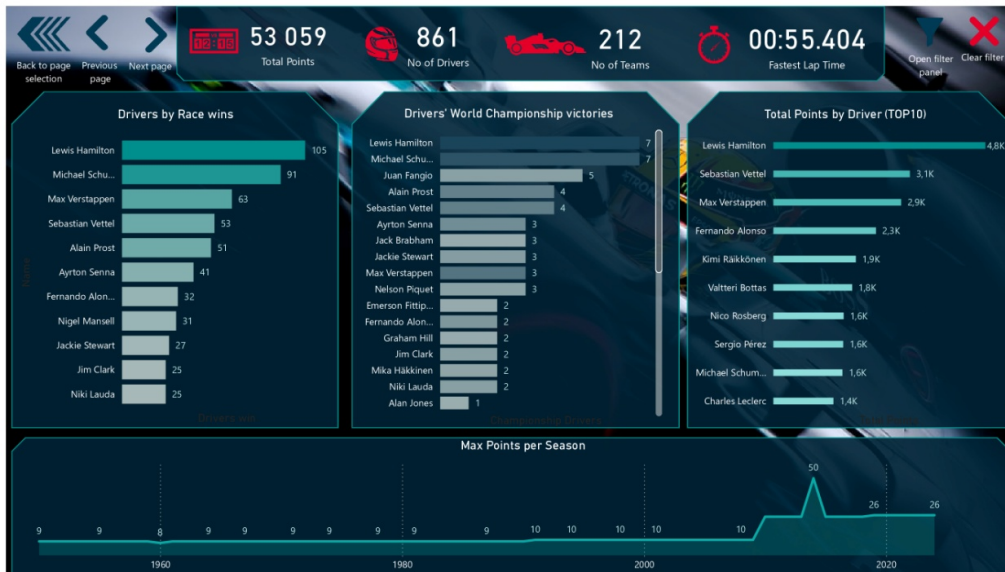 Back to page
selection
Previous
page
Next page
12:15
53 059
Total Points
861
No of Drivers
212
No of Teams
00:55.404
Fastest Lap Time
Open filter
panel
Clear filter
Drivers by Race wins
Name
Lewis Hamilton 105
Michael Schu... 91
Max Verstappen 63
Sebastian Vettel 53
Alain Prost 51
Ayrton Senna 41
Fernando Alon... 32
Nigel Mansell 31
Jackie Stewart 27
Jim Clark 25
Niki Lauda 25
Drivers win
Drivers' World Championship victories
Lewis Hamilton 7
Michael Schu... 7
Juan Fangio 5
Alain Prost 4
Sebastian Vettel 4
Ayrton Senna 3
Jack Brabham 3
Jackie Stewart 3
Max Verstappen 3
Nelson Piquet 3
Emerson Fittip... 2
Fernando Alon... 2
Graham Hill 2
Jim Clark 2
Mika Häkkinen 2
Niki Lauda 2
Alan Jones 1
Championship Drivers
Total Points by Driver (TOP10)
Lewis Hamilton 4,8K
Sebastian Vettel 3,1K
Max Verstappen 2,9K
Fernando Alonso 2,3K
Kimi Räikkönen 1,9K
Valtteri Bottas 1,8K
Nico Rosberg 1,6K
Sergio Pérez 1,6K
Michael Schum... 1,6K
Charles Leclerc 1,4K
Max Points per Season
9 9 8 9 9 9 9 9 9 10 10 10 10 10 50 26 26
1960 1980 2000 2020